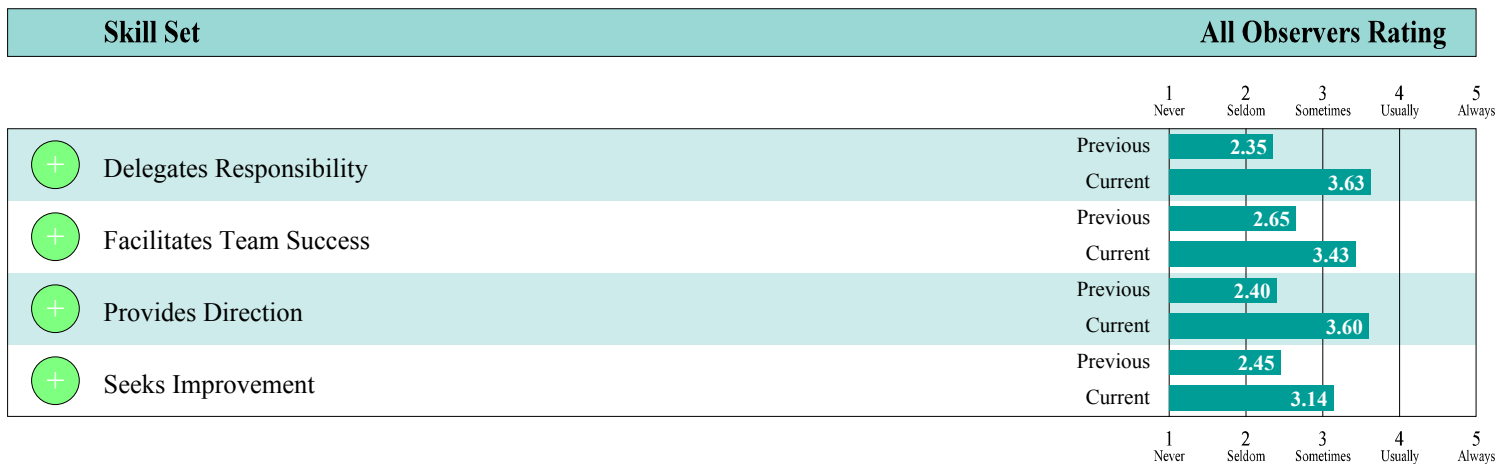 Skill Set All Observers Rating
1 2 3 4 5
Never Seldom Sometimes Usually Always
Previous 2.35
+ Delegates Responsibility
Current 3.63
Previous 2.65
+ Facilitates Team Success
Current 3.43
Previous 2.40
+ Provides Direction
Current 3.60
Previous 2.45
+ Seeks Improvement
Current 3.14
1 2 3 4 5
Never Seldom Sometimes Usually Always